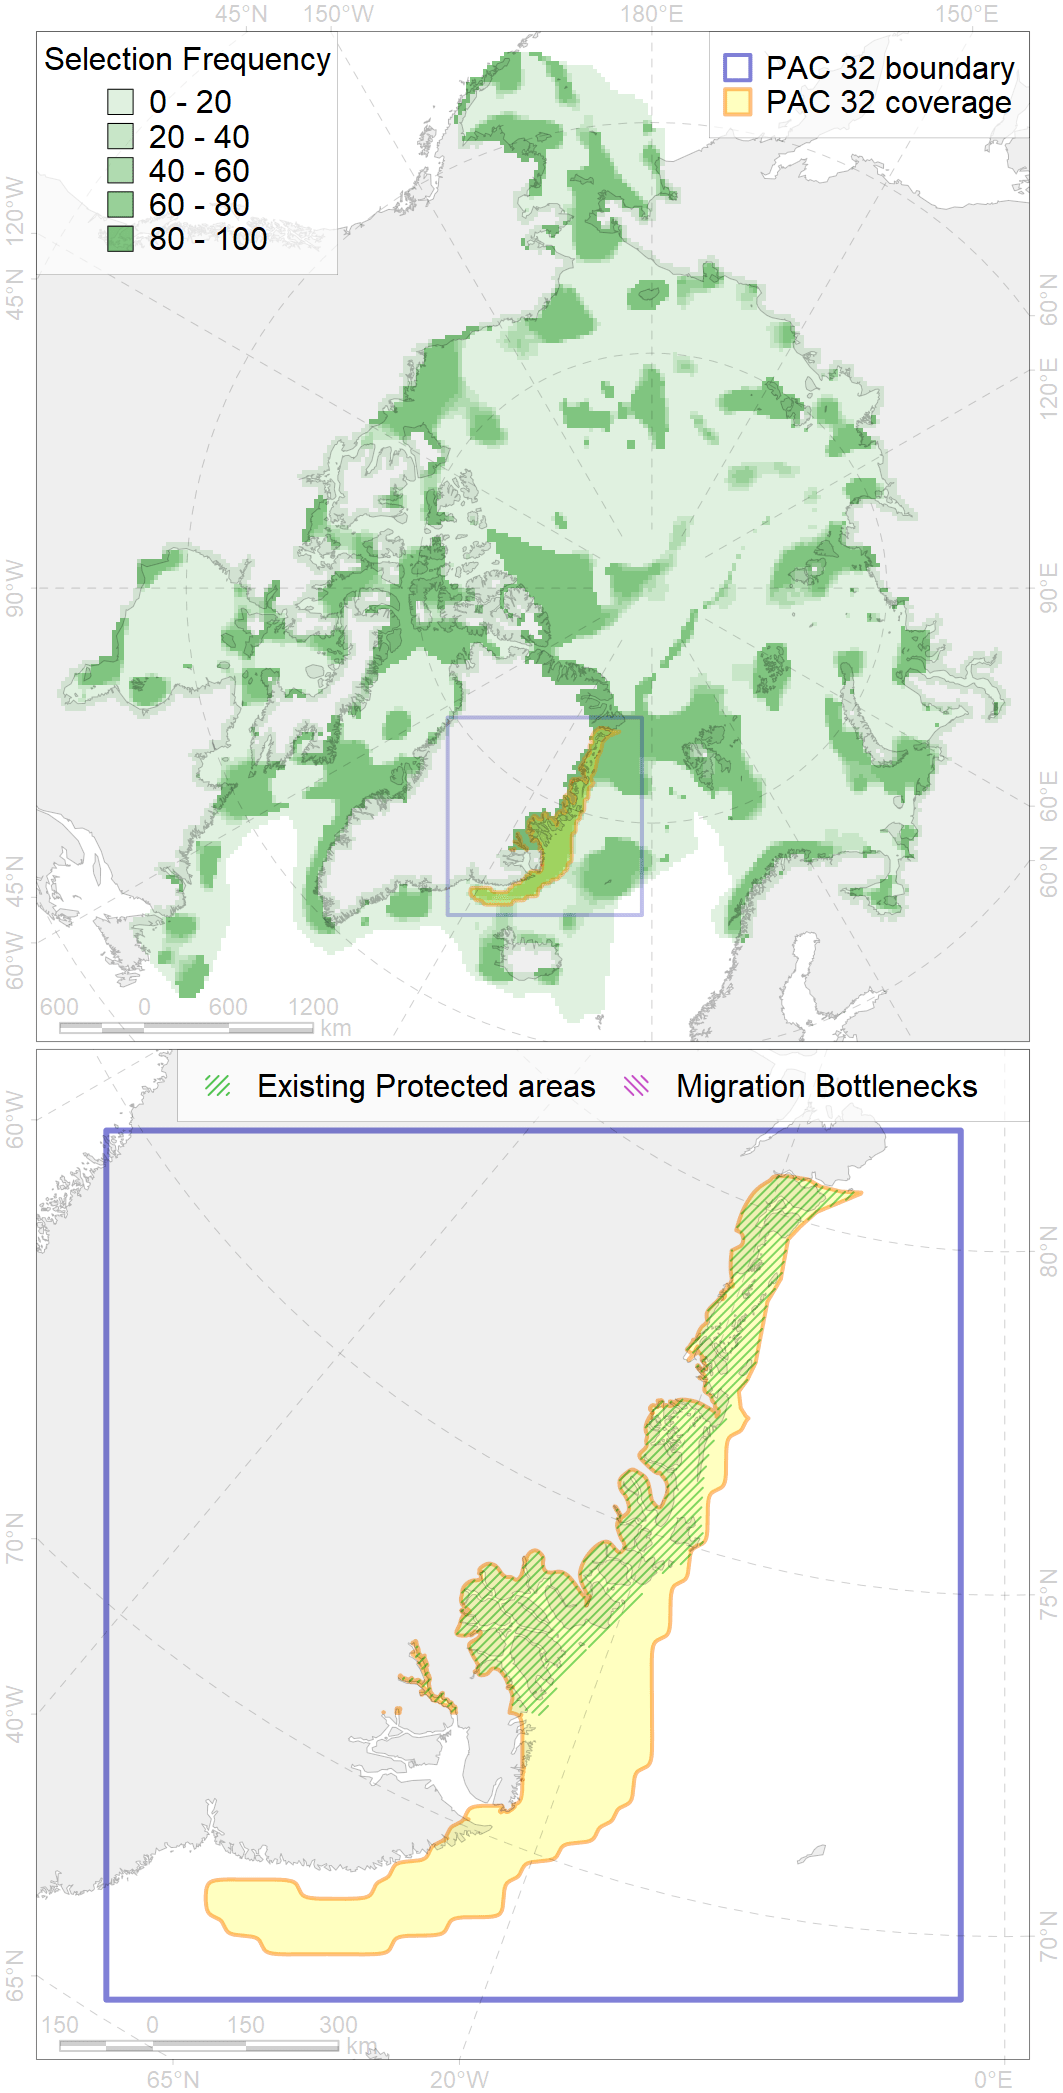 45°N 150°W 180°E 150°E
Selection Frequency
0 - 20
20 - 40
40 - 60
60 - 80
80 - 100
PAC 32 boundary
PAC 32 coverage
120°W
45°N
90°W
45°N
60°W
60°N
120°E
90°E
60°E
60°N
600 0 600 1200 km
Existing Protected areas Migration Bottlenecks
60°W
70°N
40°W
65°N
80°N
75°N
70°N
150 0 150 300 km
65°N 20°W 0°E